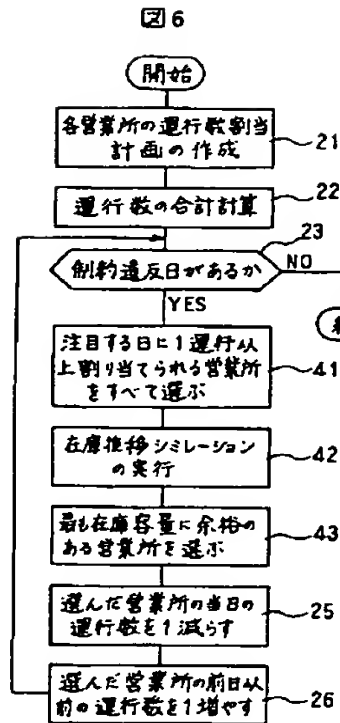 図6
開始
各営業所の運行数割当
計画の作成
21
運行数の合計計算
22
23
制約違反日があるか
NO
YES
注目する日に1運行以
上割り当てられる営業所
をすべて選ぶ
41
在庫推移シミレーション
の実行
42
最も在庫容量に余裕の
ある営業所を選ぶ
43
選んだ営業所の当日の
運行数を1減らす
25
選んだ営業所の前日以
前の運行数を1増やす
26